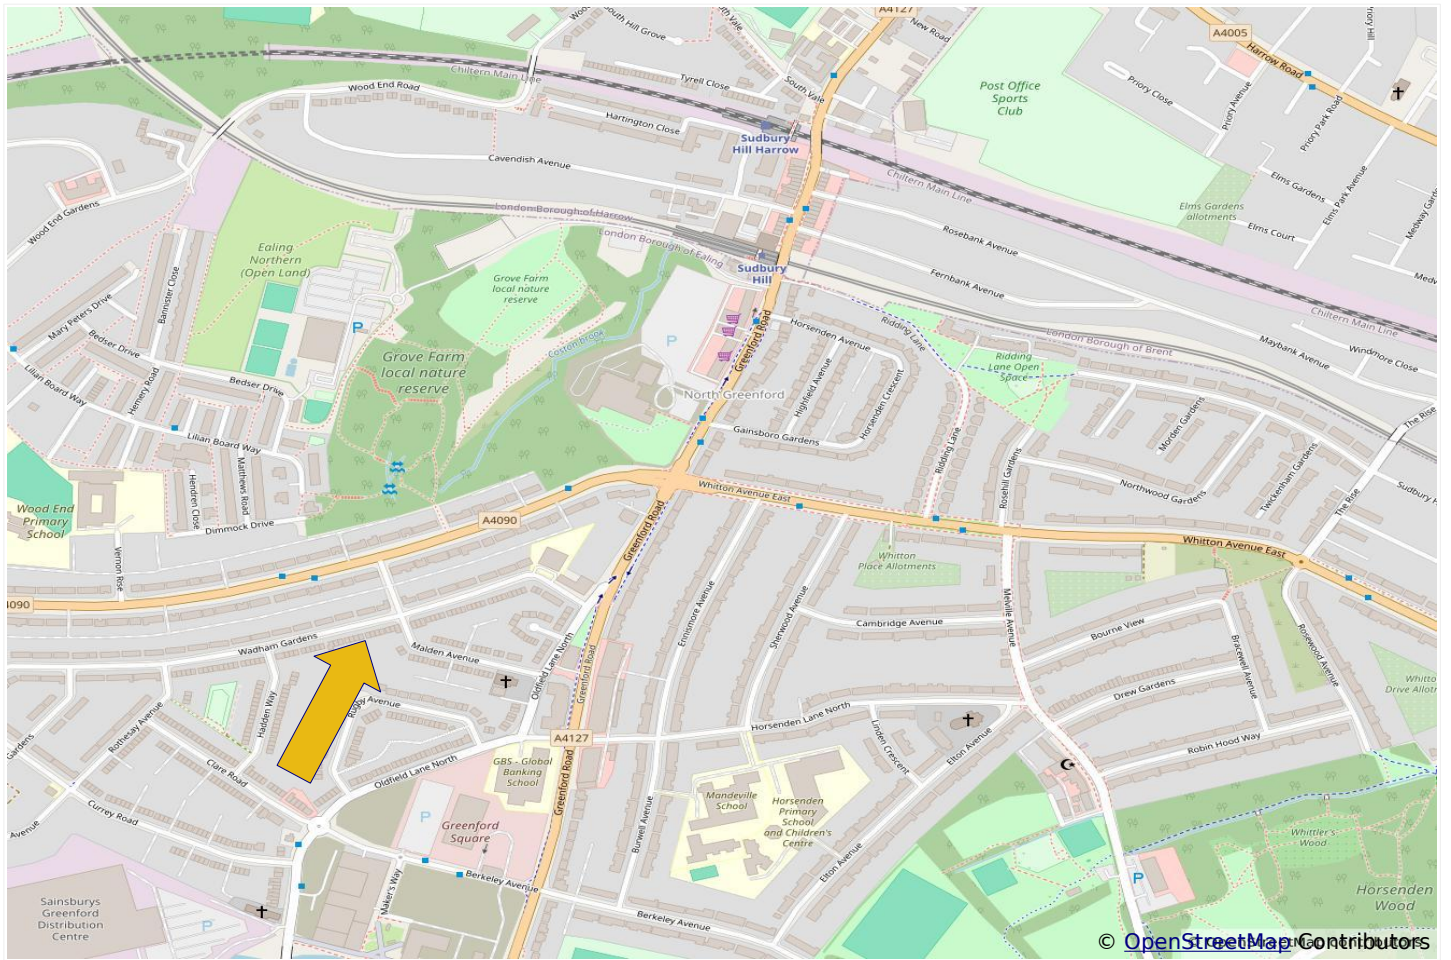 A4127
New Road
South Hill Grove
A4005
Harrow Road
Priory Hill
Chiltern Main Line
Wood End Road
Tyrell Close
South Vale
Post Office
Sports
Club
Priory Close
Priory Avenue
Priory Park Road
Hartington Close
Sudbury
Hill Harrow
Cavendish Avenue
Chiltern Main Line
Elms Gardens
Elms Park Avenue
Wood End Gardens
London Borough of Harrow
London Borough of Ealing
Elms Gardens
allotments
Elms Court
Rosebank Avenue
Ealing
Northern
(Open Land)
Grove Farm
local nature
reserve
Sudbury
Hill
Fernbank Avenue
Bannister Close
Mary Peters Drive
Chiltern Main Line
P
P
Coston Brook
Greenford Road
Horsenden Avenue
Ridding Lane
London Borough of Brent
Maybank Avenue
Windmore Close
Bedser Drive
Grove Farm
local nature
reserve
Ridding
Lane Open
Space
Lilian Board Way
Hemery Road
Bedser Drive
North Greenford
Highfield Avenue
Horsenden Crescent
The Rise
Morden Gardens
Gainsboro Gardens
Lilian Board Way
Ridding Lane
Rosehill Gardens
Northwood Gardens
Twickenham Gardens
The Rise
Hendren Close
Matthews Road
Whitton Avenue East
Wood End
Primary
School
Dimmock Drive
A4090
Greenford Road
Whitton Avenue East
Vernon Rise
Whitton
Place Allotments
Ennismore Avenue
Sherwood Avenue
Melville Avenue
Cambridge Avenue
Bourne View
Bracewell Avenue
Rosewood Avenue
Wadham Gardens
Malden Avenue
Oldfield Lane North
Greenford Road
Drew Gardens
Hadden Way
Rugby Avenue
Rothesay Avenue
Horsenden Lane North
Linden Crescent
Elton Avenue
Robin Hood Way
A4127
Clare Road
Oldfield Lane North
GBS - Global
Banking
School
Greenford Road
Mandeville
School
Horsenden
Primary
School
and Children's
Centre
Currey Road
P
Greenford
Square
Burwell Avenue
Elton Avenue
Whittler's
Wood
Maker's Way
Berkeley Avenue
Berkeley Avenue
P
Horsenden
Wood
Sainsburys
Greenford
Distribution
Centre
P
© OpenStreetMap Contributors